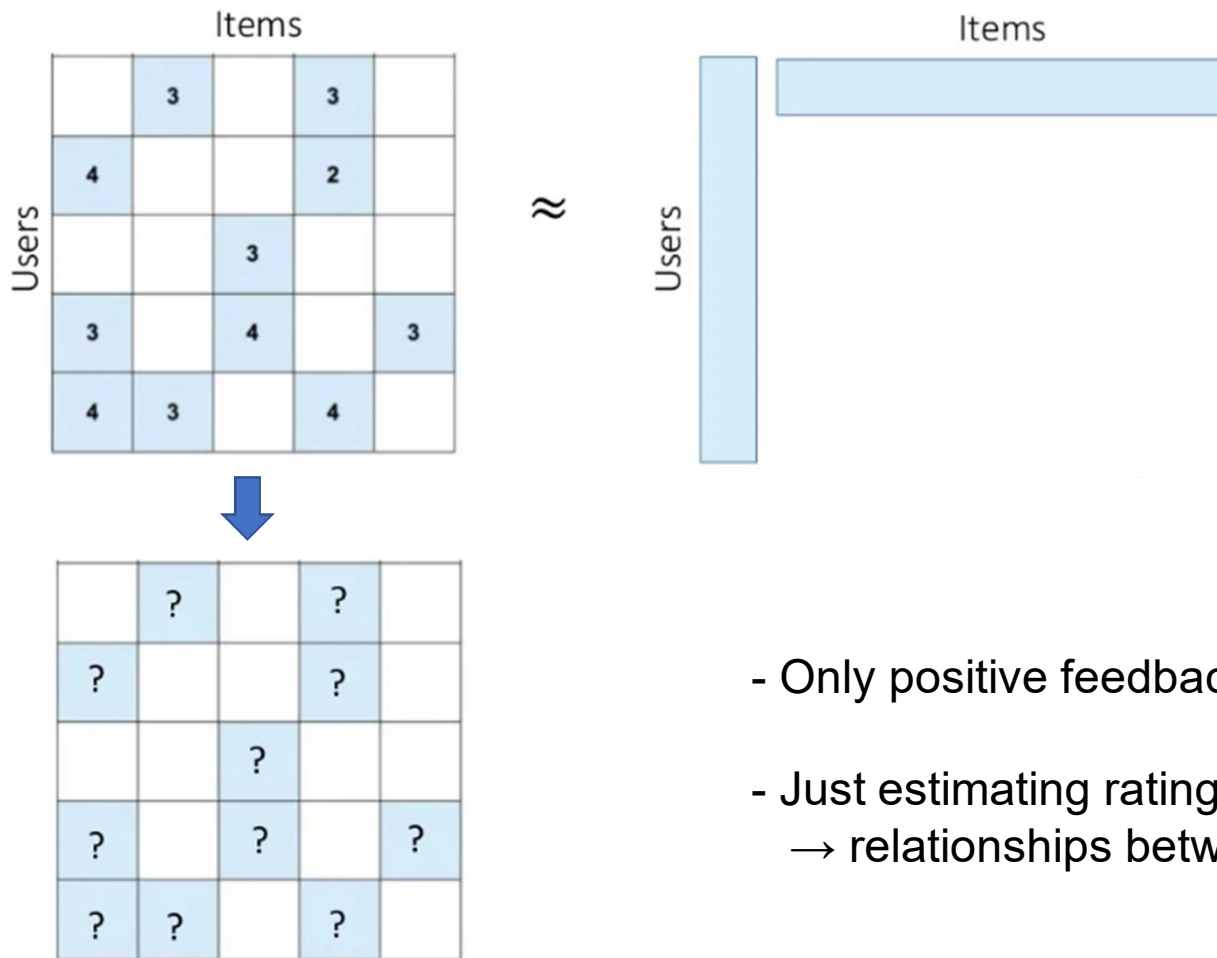 Items
3 3
4 2
3
3 4 3
4 3 4
Users
≈
Items
Users
? ?
? ?
?
? ? ?
? ? ?
- Only positive feedbac
- Just estimating rating
→ relationships betw